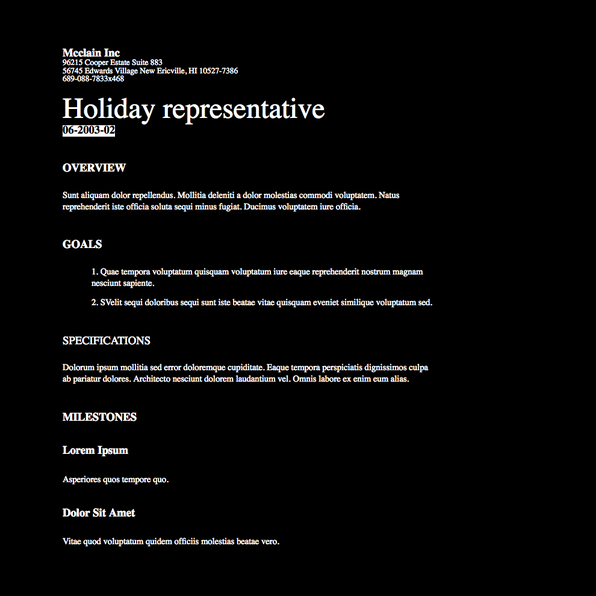 Mcclain Inc
96215 Cooper Estate Suite 883
56745 Edwards Village New Ericville, HI 10527-7386
689-088-7833x468
Holiday representative
06-2003-02
OVERVIEW
Sunt aliquam dolor repellendus. Mollitia deleniti a dolor molestias commodi voluptatem. Natus
reprehenderit iste officia soluta sequi minus fugiat. Ducimus voluptatem iure officia.
GOALS
1. Quae tempora voluptatum quisquam voluptatum iure eaque reprehenderit nostrum magnam
nesciunt sapiente.
2. SVelit sequi doloribus sequi sunt iste beatae vitae quisquam eveniet similique voluptatum sed.
SPECIFICATIONS
Dolorum ipsum mollitia sed error doloremque cupiditate. Eaque tempora perspiciatis dignissimos culpa
ab pariatur dolores. Architecto nesciunt dolorem laudantium vel. Omnis labore ex enim eum alias.
MILESTONES
Lorem Ipsum
Asperiores quos tempore quo.
Dolor Sit Amet
Vitae quod voluptatum quidem officiis molestias beatae vero.